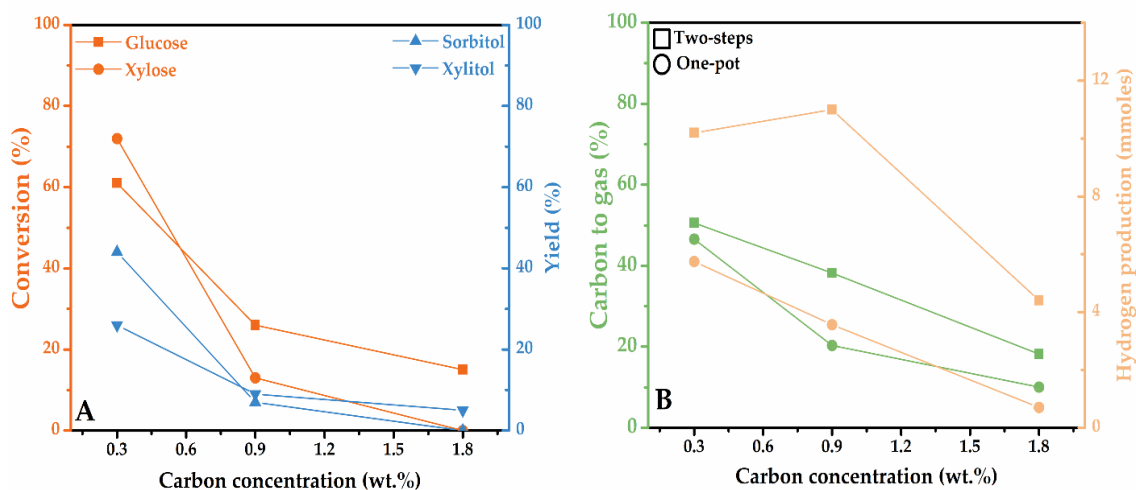 100
80
60
40
20
0
Conversion (%)
Glucose
Xylose
Sorbitol
Xylitol
100
80
60
40
20
0
Yield (%)
A
0.3 0.6 0.9 1.2 1.5 1.8
Carbon concentration (wt.%)
100
80
60
40
20
0
Carbon to gas (%)
Two-steps
One-pot
12
8
4
0
Hydrogen production (mmoles)
B
0.3 0.6 0.9 1.2 1.5 1.8
Carbon concentration (wt.%)